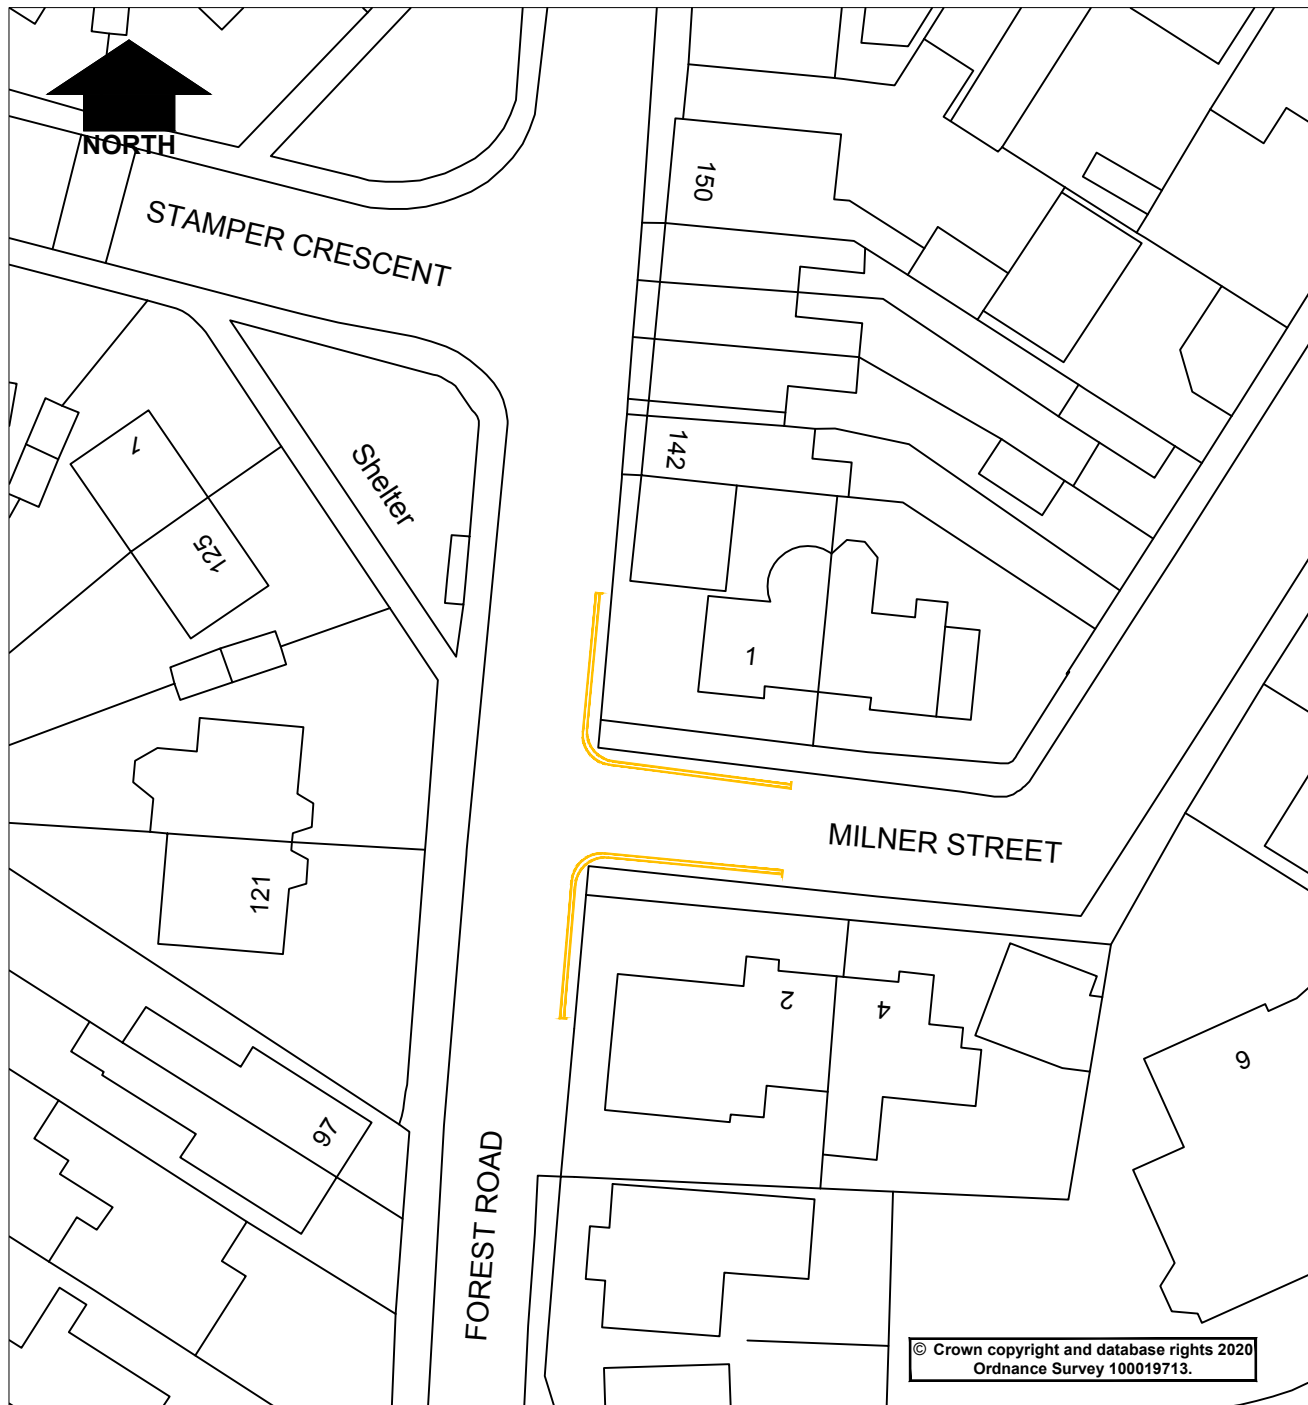 NORTH
STAMPER CRESCENT
150
142
Shelter
1
125
1
MILNER STREET
121
2
4
6
97
FOREST ROAD
© Crown copyright and database rights 2020
Ordnance Survey 100019713.